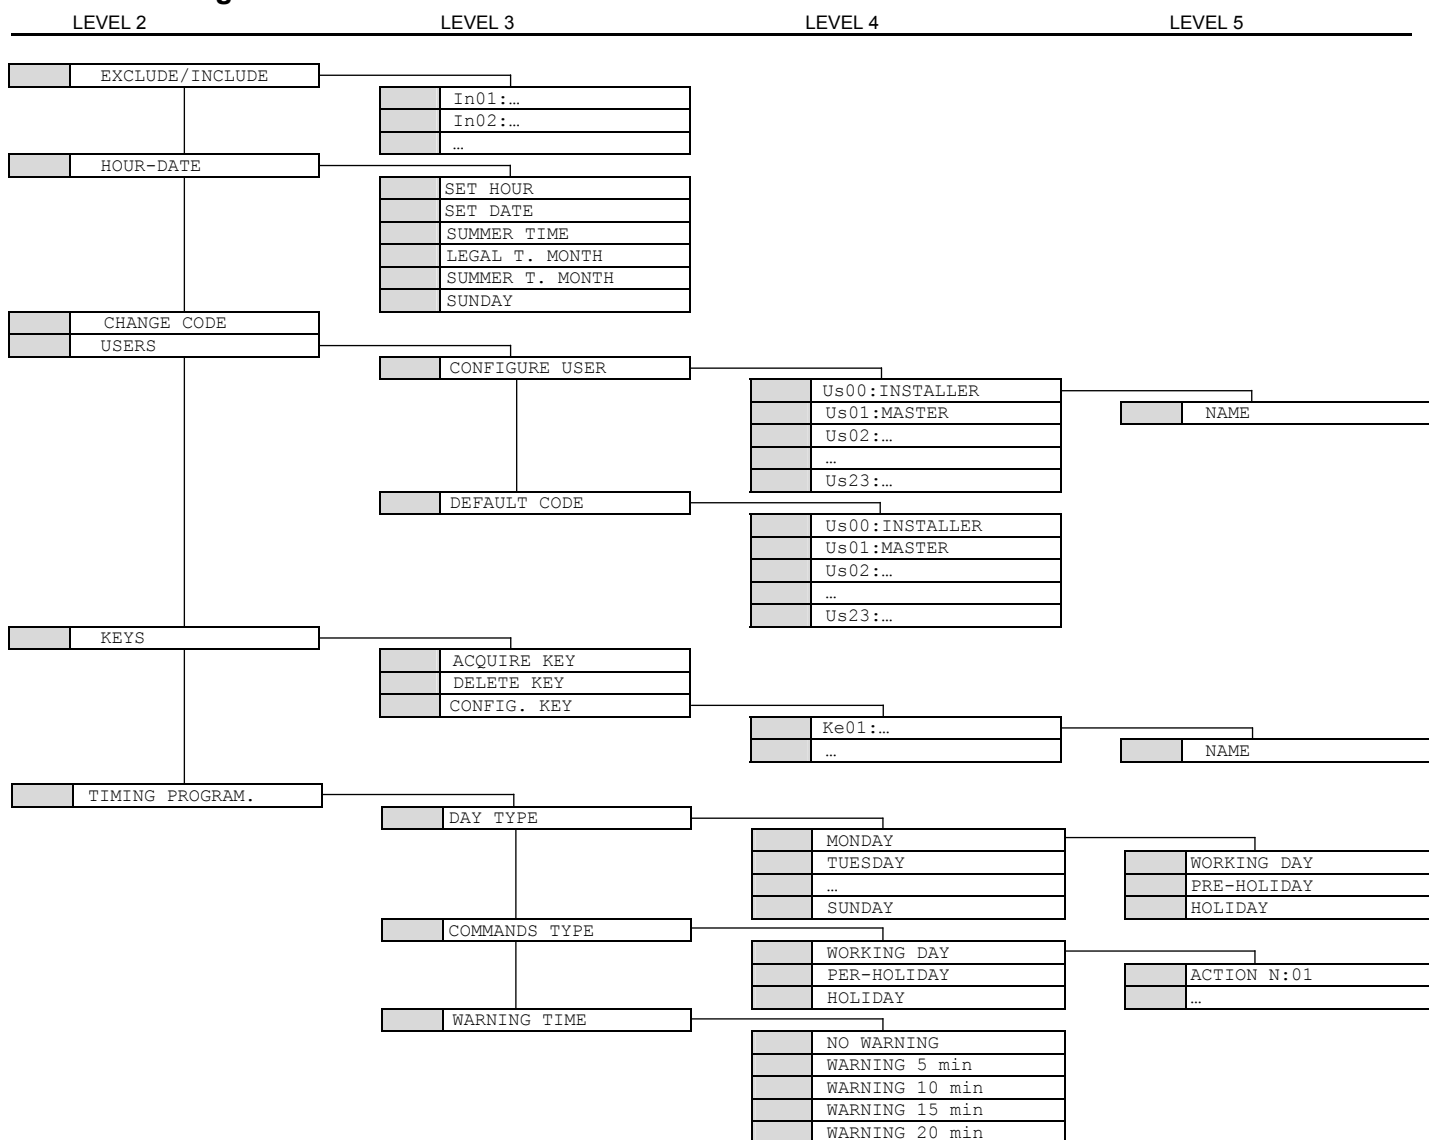 g
LEVEL 2 LEVEL 3 LEVEL 4 LEVEL 5
EXCLUDE/INCLUDE
In01:…
In02:…
…
HOUR-DATE
SET HOUR
SET DATE
SUMMER TIME
LEGAL T. MONTH
SUMMER T. MONTH
SUNDAY
CHANGE CODE
USERS
CONFIGURE USER
Us00:INSTALLER
Us01:MASTER NAME
Us02:…
…
Us23:…
DEFAULT CODE
Us00:INSTALLER
Us01:MASTER
Us02:…
…
Us23:…
KEYS
ACQUIRE KEY
DELETE KEY
CONFIG. KEY
Ke01:…
… NAME
TIMING PROGRAM.
DAY TYPE
MONDAY
TUESDAY WORKING DAY
… PRE-HOLIDAY
SUNDAY HOLIDAY
COMMANDS TYPE
WORKING DAY
PER-HOLIDAY ACTION N:01
HOLIDAY …
WARNING TIME
NO WARNING
WARNING 5 min
WARNING 10 min
WARNING 15 min
WARNING 20 min